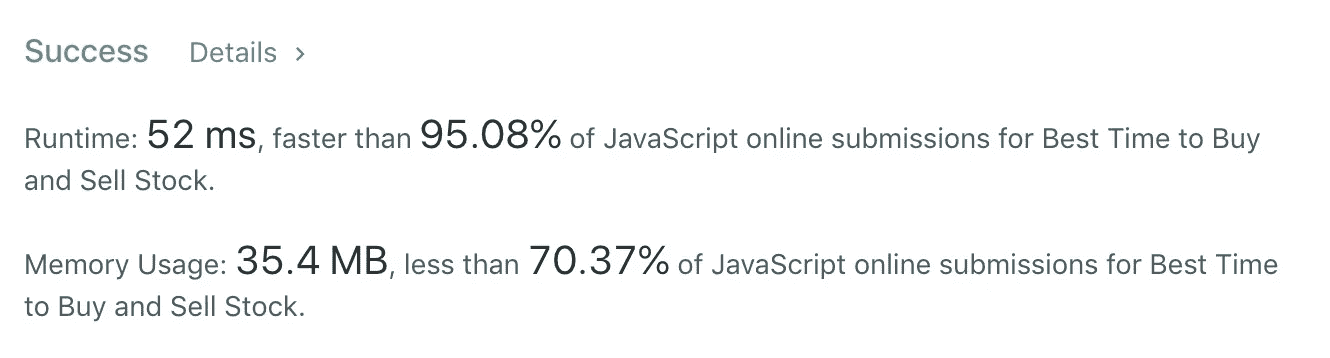 Success Details >
Runtime: 52 ms, faster than 95.08% of JavaScript online submissions for Best Time to Buy
and Sell Stock.
Memory Usage: 35.4 MB, less than 70.37% of JavaScript online submissions for Best Time
to Buy and Sell Stock.